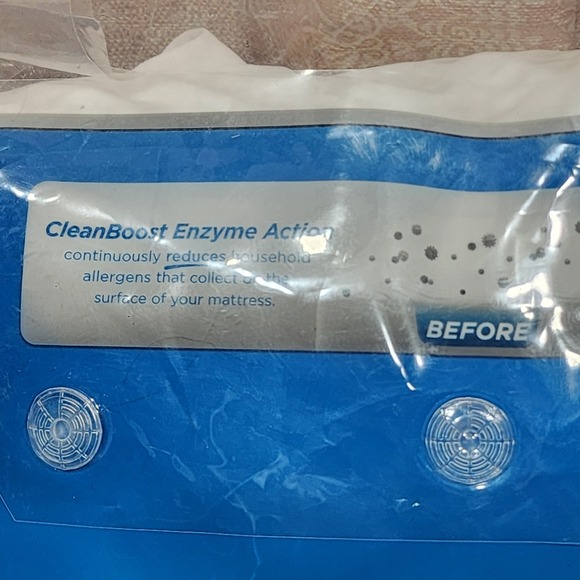 CleanBoost Enzyme Action
continuously reduces household
allergens that collect on the
surface of your mattress.
BEFORE